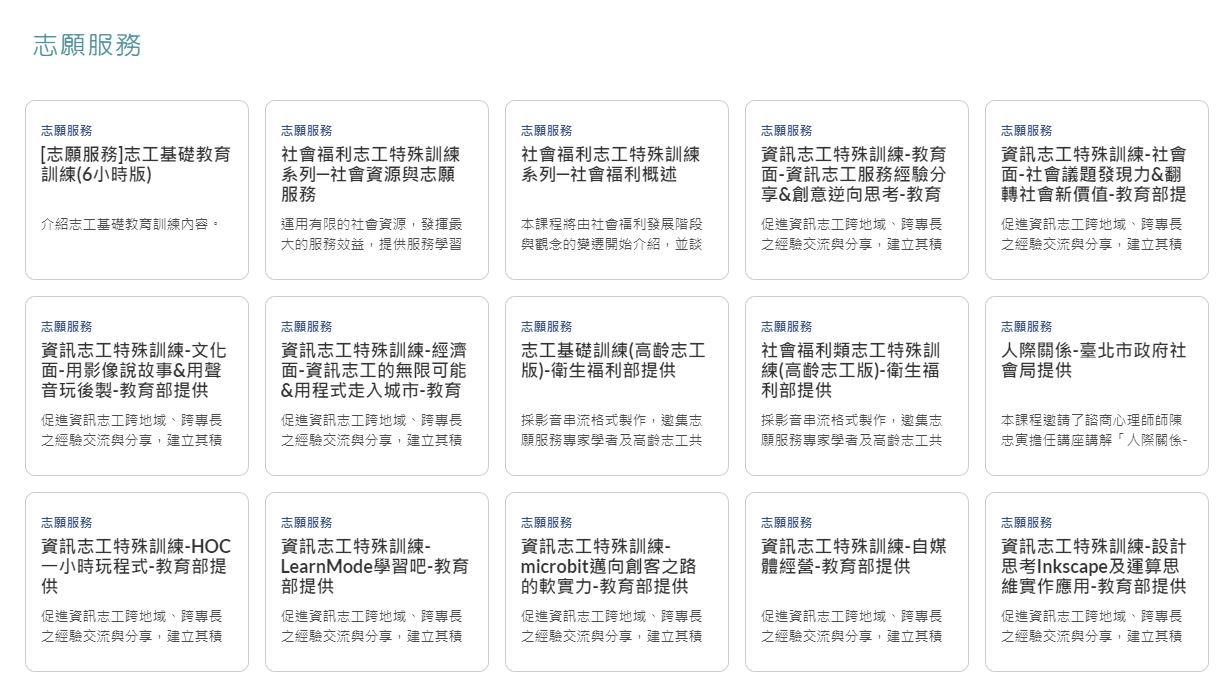 志願服務
志願服務
[志願服務]志工基礎教育
訓練(6小時版)
介紹志工基礎教育訓練內容。
志願服務
社會福利志工特殊訓練
系列─社會資源與志願
服務
運用有限的社會資源，發揮最
大的服務效益，提供服務學習
志願服務
社會福利志工特殊訓練
系列─社會福利概述
本課程將由社會福利發展階段
與觀念的變遷開始介紹，並談
志願服務
資訊志工特殊訓練-教育
面-資訊志工服務經驗分
享&創意逆向思考-教育
促進資訊志工跨地域、跨專長
之經驗交流與分享，建立其積
志願服務
資訊志工特殊訓練-社會
面-社會議題發現力&翻
轉社會新價值-教育部提
促進資訊志工跨地域、跨專長
之經驗交流與分享，建立其積
志願服務
資訊志工特殊訓練-文化
面-用影像說故事&用聲
音玩後製-教育部提供
促進資訊志工跨地域、跨專長
之經驗交流與分享，建立其積
志願服務
資訊志工特殊訓練-經濟
面-資訊志工的無限可能
&用程式走入城市-教育
促進資訊志工跨地域、跨專長
之經驗交流與分享，建立其積
志願服務
志工基礎訓練(高齡志工
版)-衛生福利部提供
採影音串流格式製作，邀集志
願服務專家學者及高齡志工共
志願服務
社會福利類志工特殊訓
練(高齡志工版)-衛生福
利部提供
採影音串流格式製作，邀集志
願服務專家學者及高齡志工共
志願服務
人際關係-臺北市政府社
會局提供
本課程邀請了諮商心理師師陳
忠寅擔任講座講解「人際關係-
志願服務
資訊志工特殊訓練-HOC
一小時玩程式-教育部提
供
促進資訊志工跨地域、跨專長
之經驗交流與分享，建立其積
志願服務
資訊志工特殊訓練-
LearnMode學習吧-教育
部提供
促進資訊志工跨地域、跨專長
之經驗交流與分享，建立其積
志願服務
資訊志工特殊訓練-
microbit邁向創客之路
的軟實力-教育部提供
促進資訊志工跨地域、跨專長
之經驗交流與分享，建立其積
志願服務
資訊志工特殊訓練-自媒
體經營-教育部提供
促進資訊志工跨地域、跨專長
之經驗交流與分享，建立其積
志願服務
資訊志工特殊訓練-設計
思考Inkscape及運算思
維實作應用-教育部提供
促進資訊志工跨地域、跨專長
之經驗交流與分享，建立其積